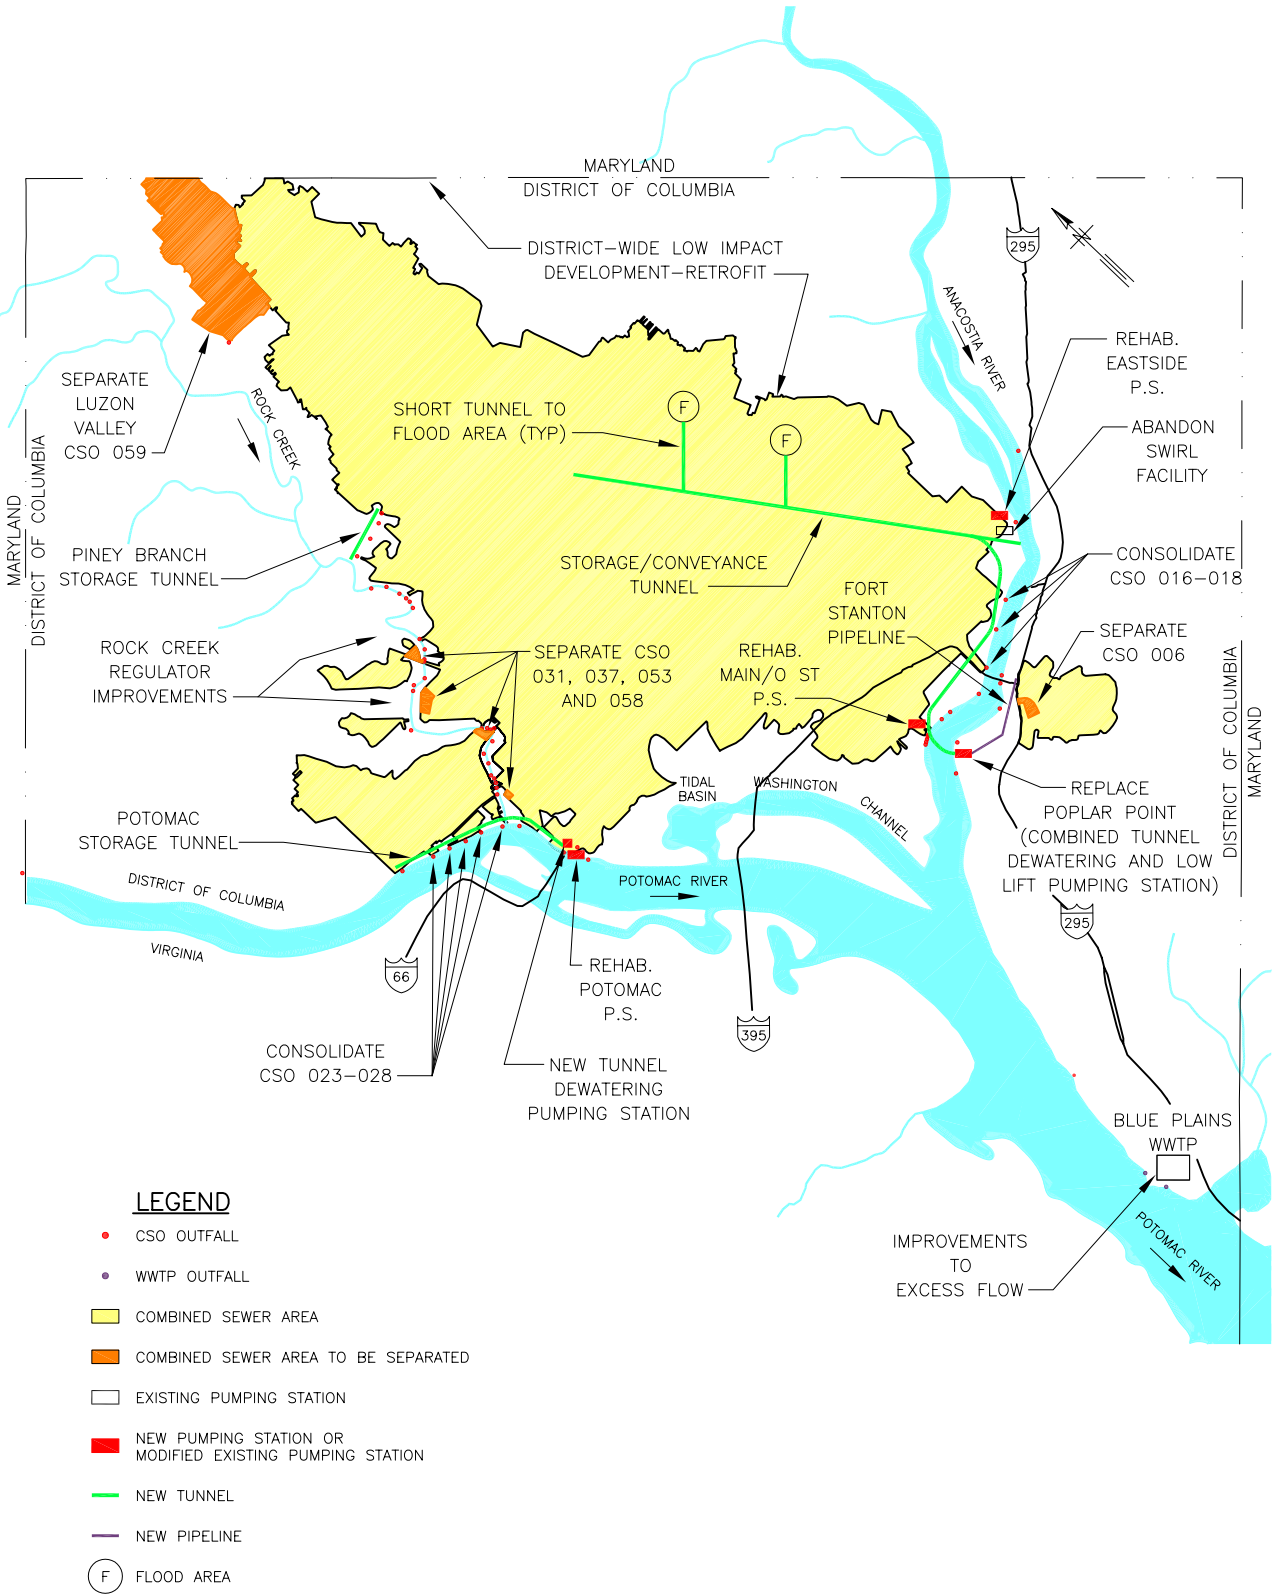 MARYLAND
DISTRICT OF COLUMBIA
DISTRICT-WIDE LOW IMPACT
DEVELOPMENT-RETROFIT
295
N
ANACOSTIA RIVER
REHAB.
EASTSIDE
P.S.
ABANDON
SWIRL
FACILITY
SEPARATE
LUZON
VALLEY
CSO 059
ROCK CREEK
SHORT TUNNEL TO
FLOOD AREA (TYP)
F
F
MARYLAND
DISTRICT OF COLUMBIA
PINEY BRANCH
STORAGE TUNNEL
STORAGE/CONVEYANCE
TUNNEL
CONSOLIDATE
CSO 016-018
FORT
STANTON
PIPELINE
SEPARATE
CSO 006
ROCK CREEK
REGULATOR
IMPROVEMENTS
SEPARATE CSO
031, 037, 053
AND 058
REHAB.
MAIN/O ST
P.S.
DISTRICT OF COLUMBIA
MARYLAND
TIDAL
BASIN
WASHINGTON
CHANNEL
REPLACE
POPLAR POINT
(COMBINED TUNNEL
DEWATERING AND LOW
LIFT PUMPING STATION)
POTOMAC
STORAGE TUNNEL
DISTRICT OF COLUMBIA
VIRGINIA
POTOMAC RIVER
295
66
395
REHAB.
POTOMAC
P.S.
CONSOLIDATE
CSO 023-028
NEW TUNNEL
DEWATERING
PUMPING STATION
BLUE PLAINS
WWTP
IMPROVEMENTS
TO
EXCESS FLOW
POTOMAC RIVER
LEGEND
CSO OUTFALL
WWTP OUTFALL
COMBINED SEWER AREA
COMBINED SEWER AREA TO BE SEPARATED
EXISTING PUMPING STATION
NEW PUMPING STATION OR
MODIFIED EXISTING PUMPING STATION
NEW TUNNEL
NEW PIPELINE
F
FLOOD AREA